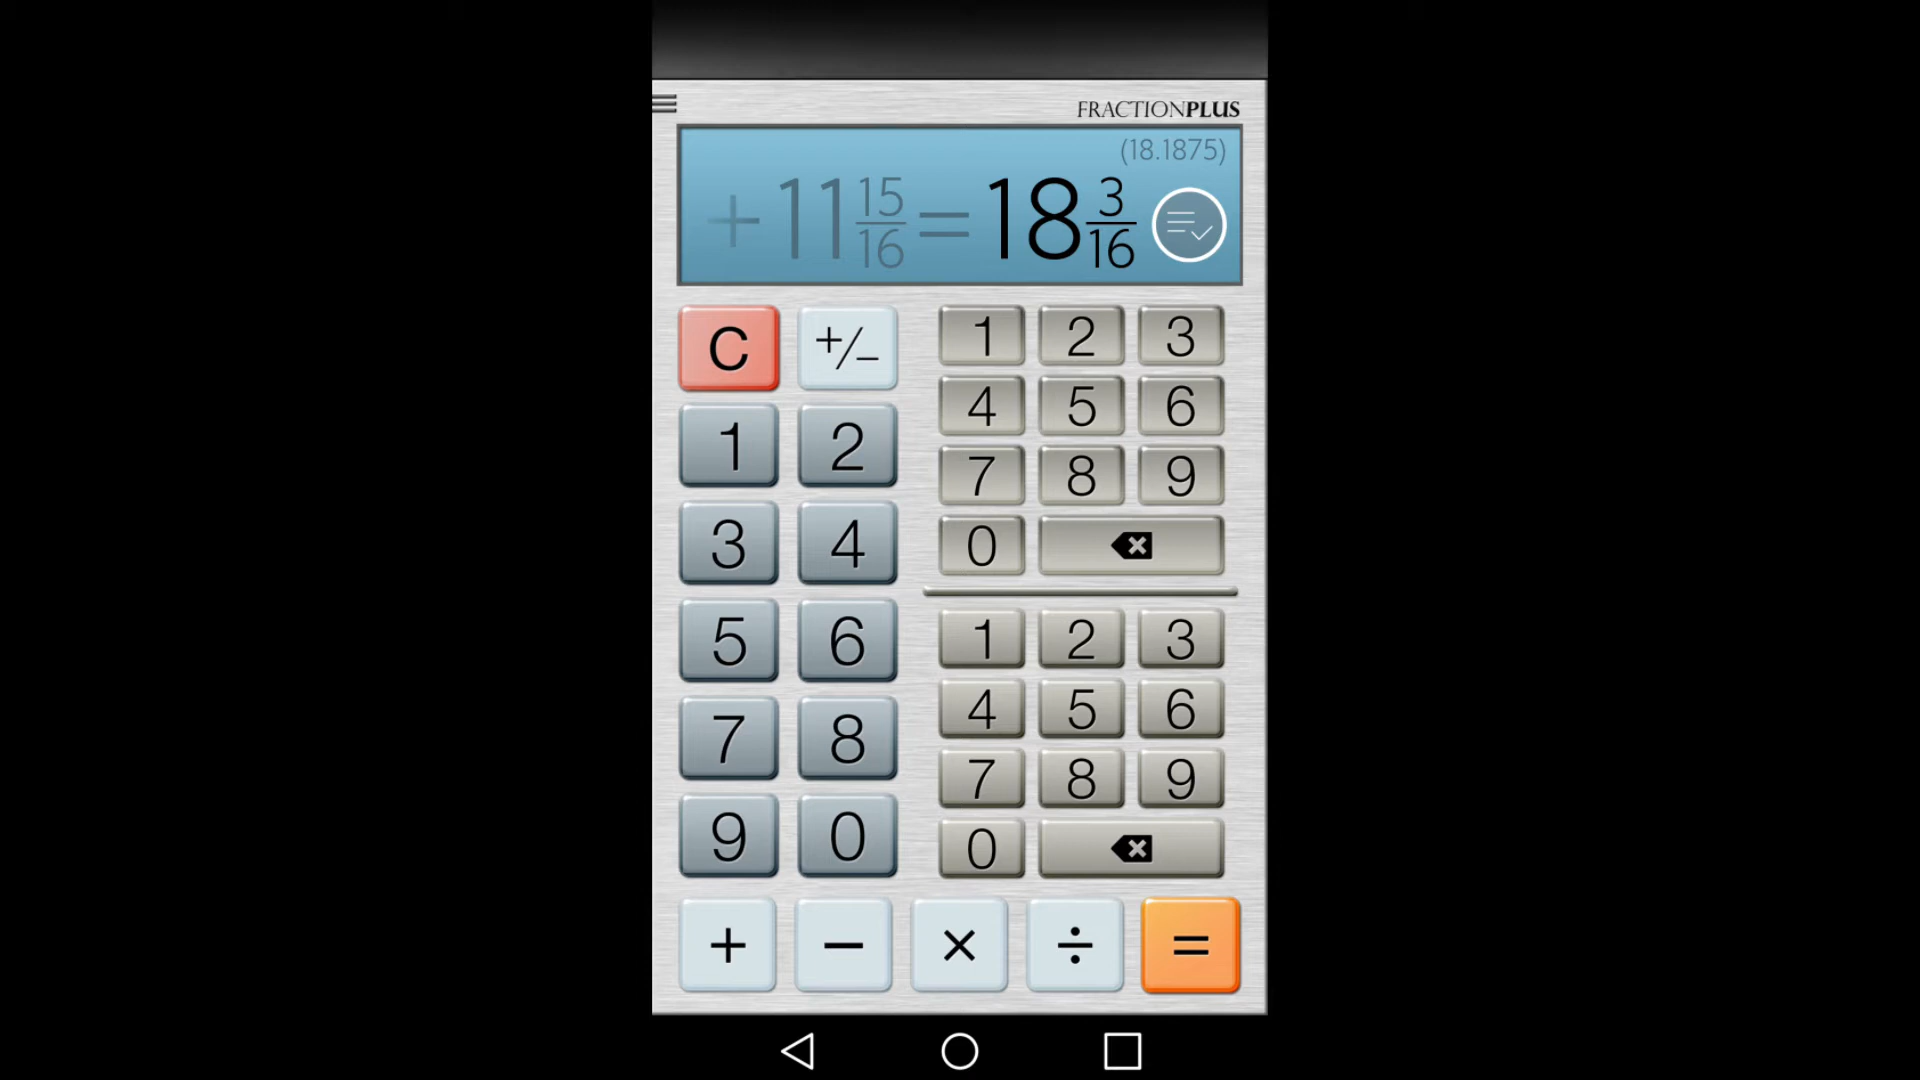 FRACTIONPLUS
(18.1875)
+ 11 15/16 = 18 3/16
C +/−
1 2
3 4
5 6
7 8
9 0
1 2 3
4 5 6
7 8 9
0
1 2 3
4 5 6
7 8 9
0
+ − × ÷ =